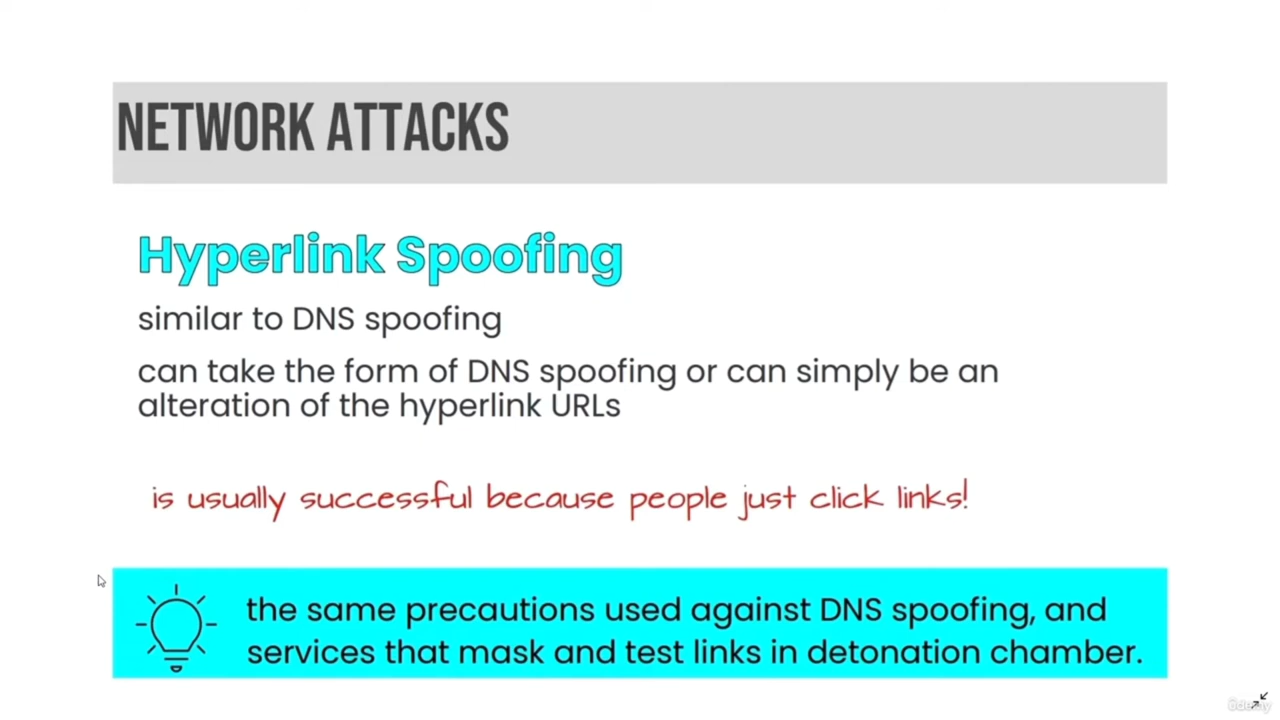 NETWORK ATTACKS
Hyperlink Spoofing
similar to DNS spoofing
can take the form of DNS spoofing or can simply be an
alteration of the hyperlink URLs
is usually successful because people just click links!
the same precautions used against DNS spoofing, and
services that mask and test links in detonation chamber.